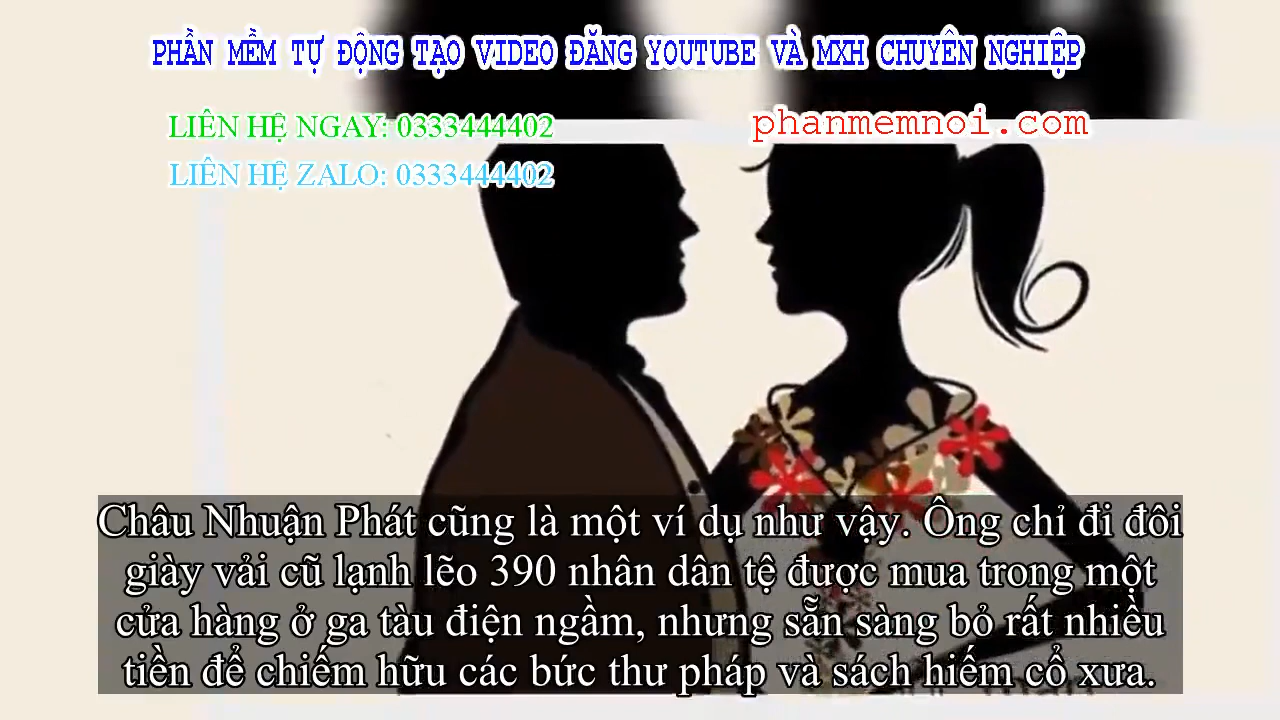 PHẦN MỀM TỰ ĐỘNG TẠO VIDEO ĐĂNG YOUTUBE VÀ MXH CHUYÊN NGHIỆP
LIÊN HỆ NGAY: 0333444402
phanmemnoi.com
LIÊN HỆ ZALO: 0333444402
Châu Nhuận Phát cũng là một ví dụ như vậy. Ông chỉ đi đôi
giày vải cũ lạnh lẽo 390 nhân dân tệ được mua trong một
cửa hàng ở ga tàu điện ngầm, nhưng sẵn sàng bỏ rất nhiều
tiền để chiếm hữu các bức thư pháp và sách hiếm cổ xưa.